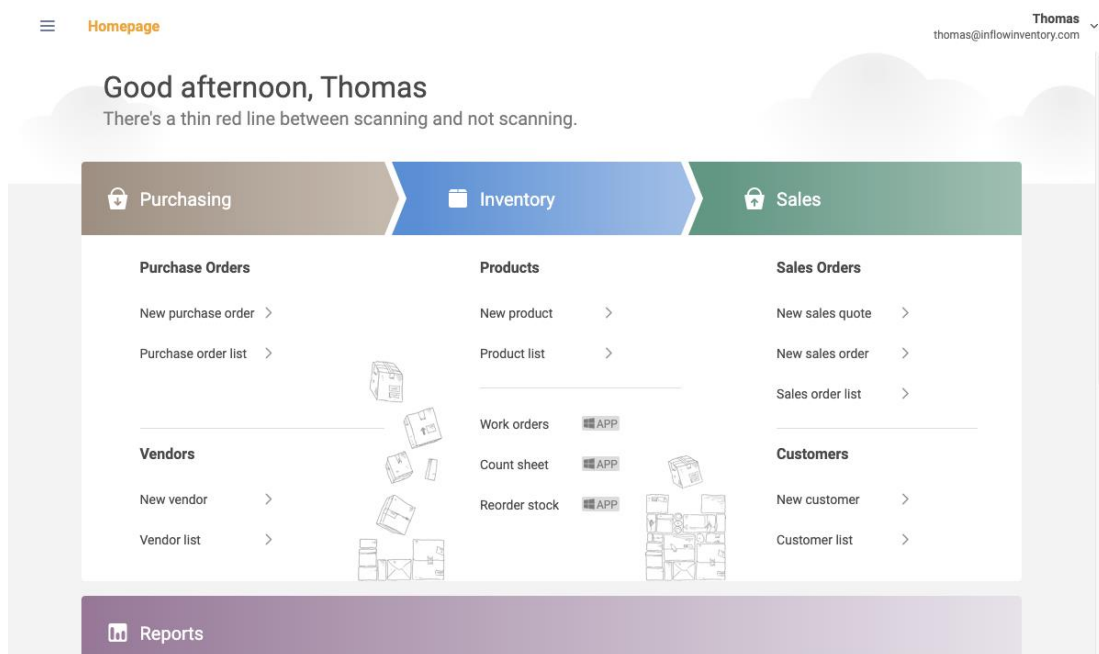 Homepage
Thomas
thomas@inflowinventory.com
Good afternoon, Thomas
There's a thin red line between scanning and not scanning.
Purchasing
Inventory
Sales
Purchase Orders
New purchase order
Purchase order list
Vendors
New vendor
Vendor list
Products
New product
Product list
Work orders APP
Count sheet APP
Reorder stock APP
Sales Orders
New sales quote
New sales order
Sales order list
Customers
New customer
Customer list
Reports